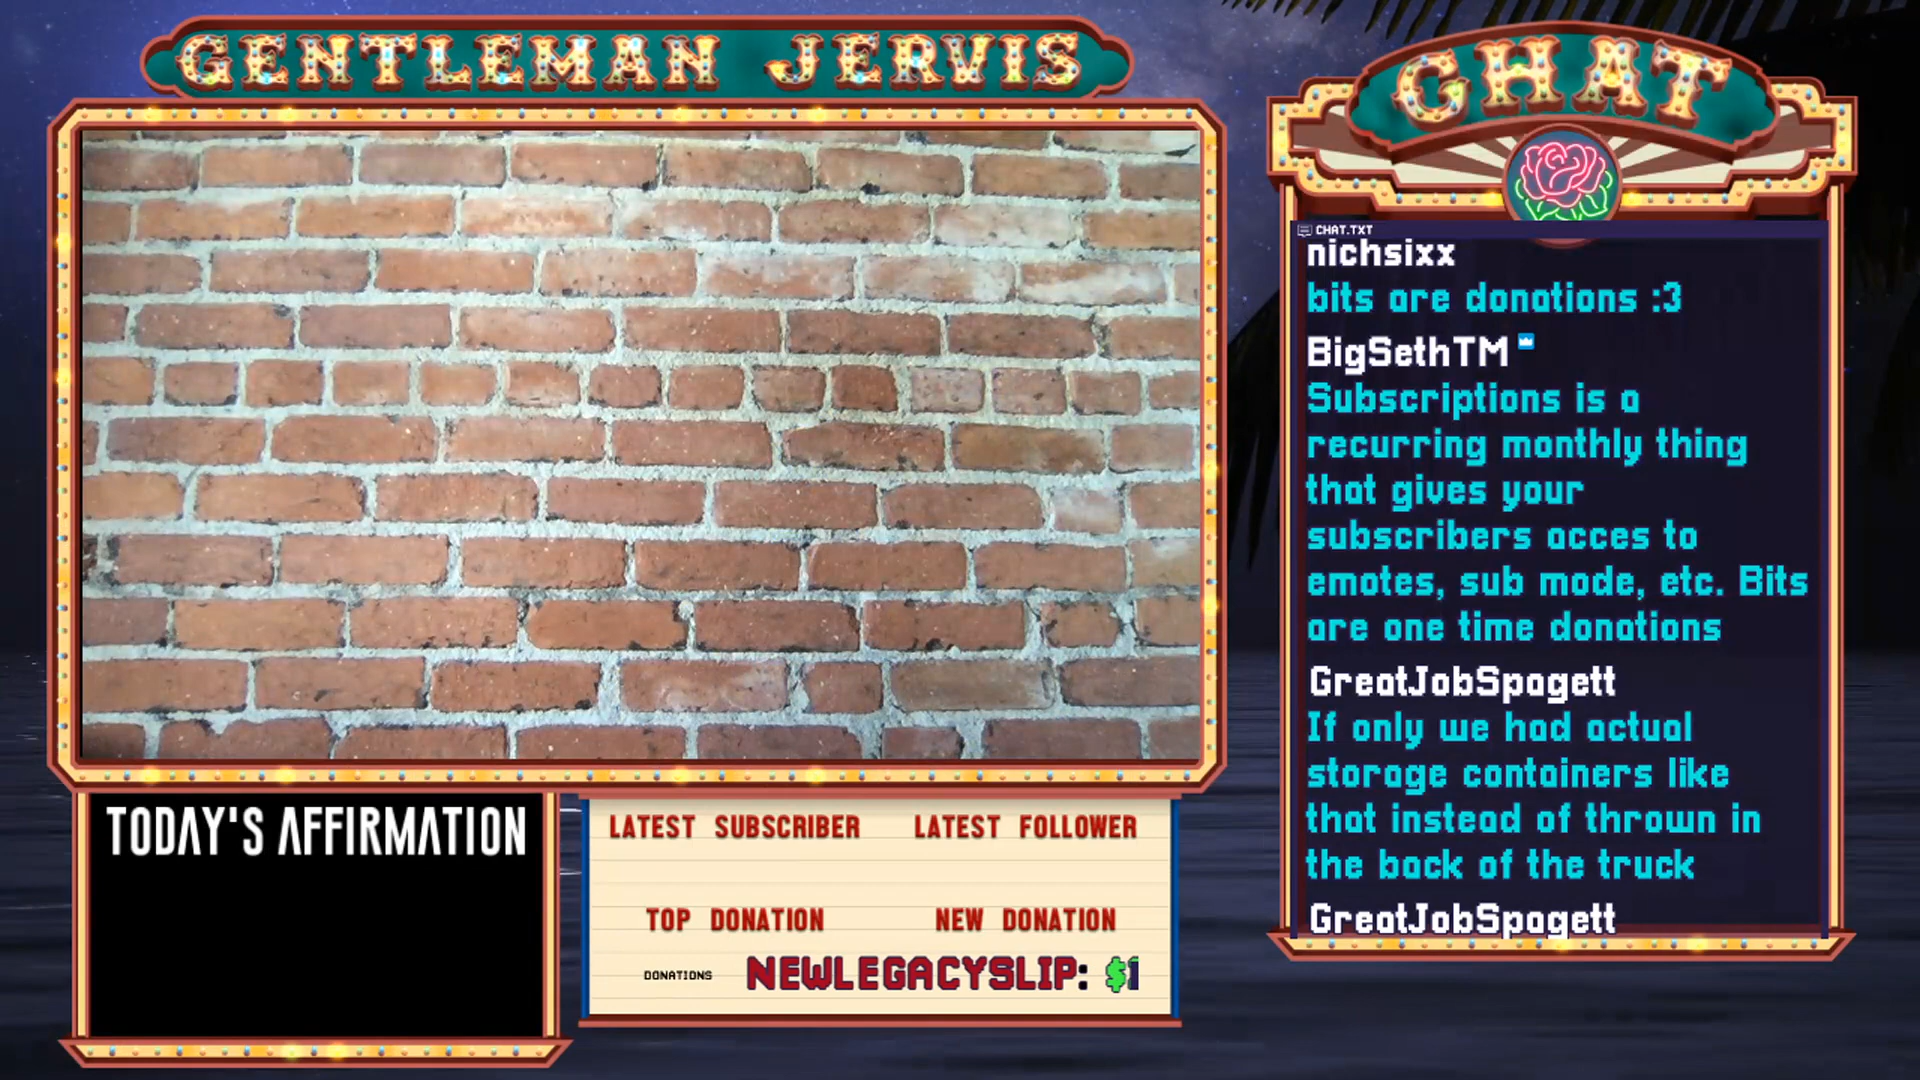 GENTLEMAN JERVIS
CHAT
CHAT.TXT
nichsixx
bits are donations :3
BigSethTM
Subscriptions is a
recurring monthly thing
that gives your
subscribers acces to
emotes, sub mode, etc. Bits
are one time donations
GreatJobSpagett
If only we had actual
storage containers like
that instead of thrown in
the back of the truck
GreatJobSpagett
TODAY'S AFFIRMATION
LATEST SUBSCRIBER
LATEST FOLLOWER
TOP DONATION
NEW DONATION
DONATIONS
NEWLEGACYSLIP: $1